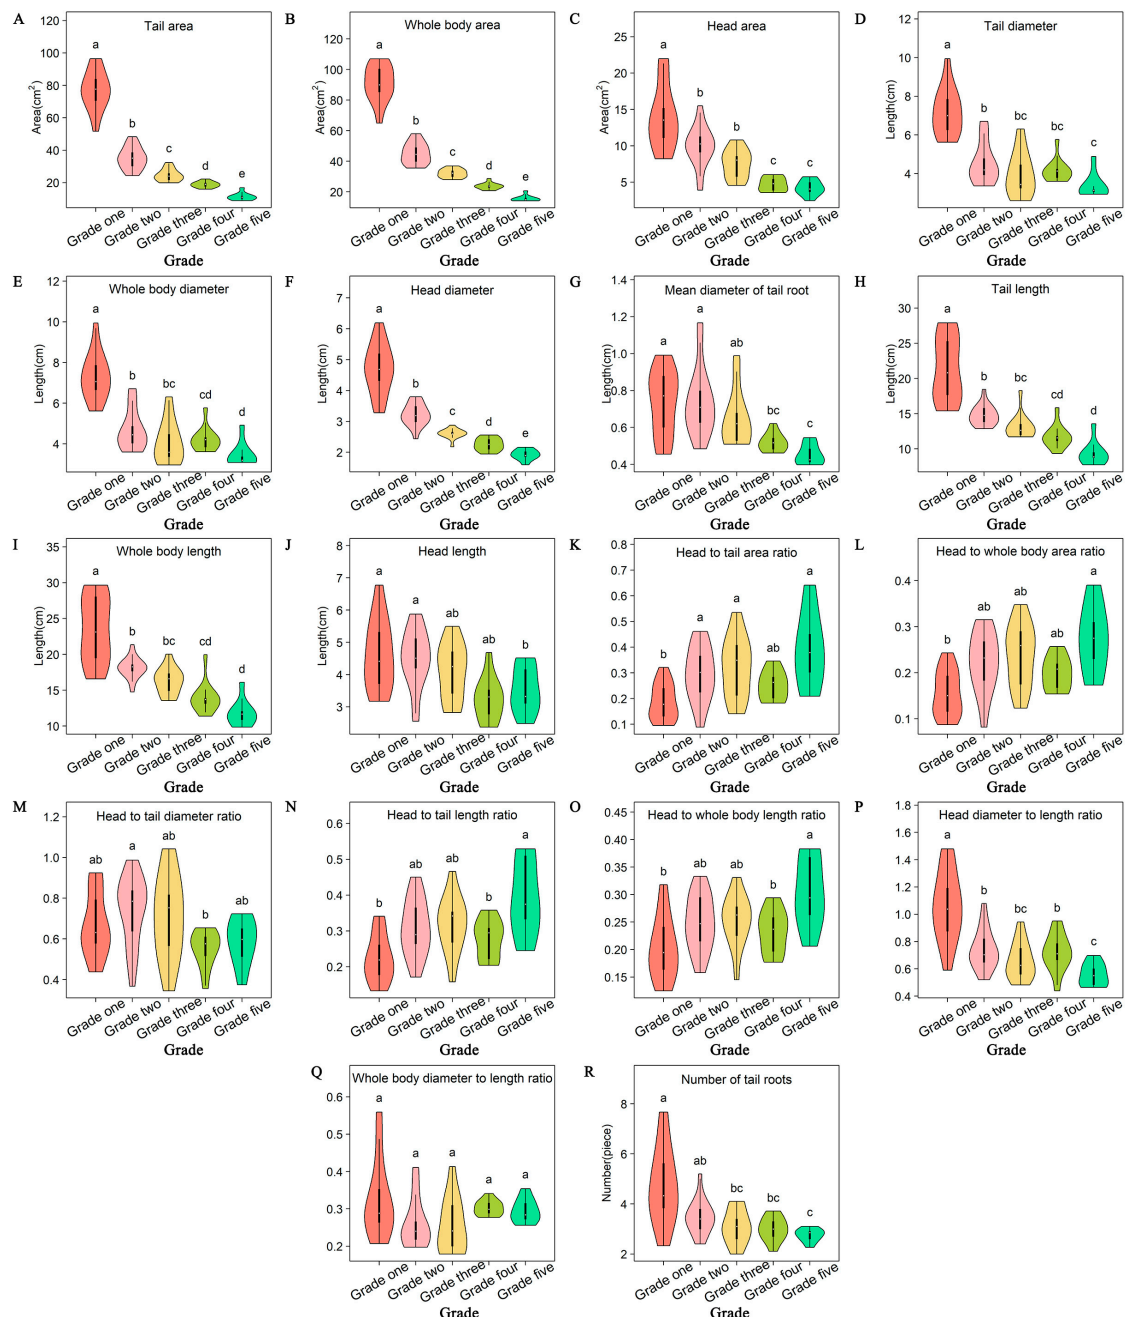 A
Tail area
a
b
c
d
e
Area(cm²)
120
100
80
60
40
20
Grade one
Grade two
Grade three
Grade four
Grade five
Grade
B
Whole body area
a
b
c
d
e
Area(cm²)
120
100
80
60
40
20
Grade one
Grade two
Grade three
Grade four
Grade five
Grade
C
Head area
a
b
b
c
c
Area(cm²)
25
20
15
10
5
Grade one
Grade two
Grade three
Grade four
Grade five
Grade
D
Tail diameter
a
b
bc
bc
c
Length(cm)
12
10
8
6
4
Grade one
Grade two
Grade three
Grade four
Grade five
Grade
E
Whole body diameter
a
b
bc
cd
d
Length(cm)
12
10
8
6
4
Grade one
Grade two
Grade three
Grade four
Grade five
Grade
F
Head diameter
a
b
c
d
e
Length(cm)
7
6
5
4
3
2
Grade one
Grade two
Grade three
Grade four
Grade five
Grade
G
Mean diameter of tail root
a
a
ab
bc
c
Length(cm)
1.4
1.2
1.0
0.8
0.6
0.4
Grade one
Grade two
Grade three
Grade four
Grade five
Grade
H
Tail length
a
b
bc
c
d
Length(cm)
30
25
20
15
10
Grade one
Grade two
Grade three
Grade four
Grade five
Grade
I
Whole body length
a
b
bc
cd
d
Length(cm)
35
30
25
20
15
10
Grade one
Grade two
Grade three
Grade four
Grade five
Grade
J
Head length
a
a
ab
ab
b
Length(cm)
8
7
6
5
4
3
Grade one
Grade two
Grade three
Grade four
Grade five
Grade
K
Head to tail area ratio
b
a
a
ab
a
0.8
0.7
0.6
0.5
0.4
0.3
0.2
0.1
Grade one
Grade two
Grade three
Grade four
Grade five
Grade
L
Head to whole body area ratio
b
ab
ab
b
a
0.4
0.3
0.2
0.1
Grade one
Grade two
Grade three
Grade four
Grade five
Grade
M
Head to tail diameter ratio
ab
a
ab
b
ab
1.2
1.0
0.8
0.6
0.4
Grade one
Grade two
Grade three
Grade four
Grade five
Grade
N
Head to tail length ratio
b
ab
ab
b
a
0.6
0.5
0.4
0.3
0.2
Grade one
Grade two
Grade three
Grade four
Grade five
Grade
O
Head to whole body length ratio
b
ab
ab
b
a
0.45
0.40
0.35
0.30
0.25
0.20
0.15
Grade one
Grade two
Grade three
Grade four
Grade five
Grade
P
Head diameter to length ratio
a
b
bc
b
c
1.8
1.6
1.4
1.2
1.0
0.8
0.6
0.4
Grade one
Grade two
Grade three
Grade four
Grade five
Grade
Q
Whole body diameter to length ratio
a
a
a
a
a
0.6
0.5
0.4
0.3
0.2
Grade one
Grade two
Grade three
Grade four
Grade five
Grade
R
Number of tail roots
a
ab
bc
bc
c
Number(piece)
8
6
4
2
Grade one
Grade two
Grade three
Grade four
Grade five
Grade